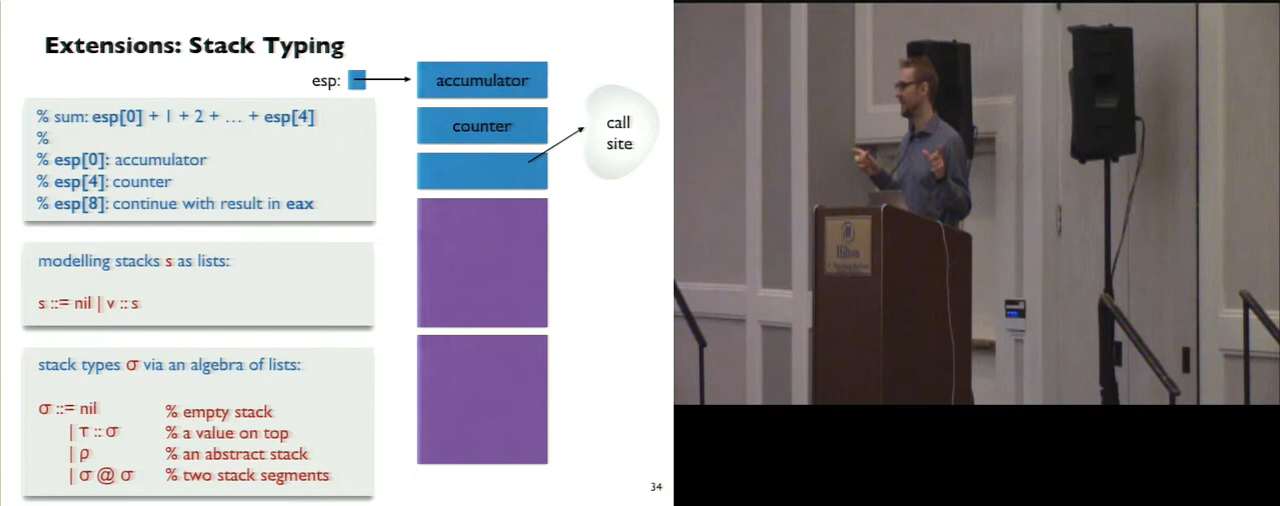 Extensions: Stack Typing
esp:
accumulator
counter
call
site
% sum: esp[0] + 1 + 2 + … + esp[4]
%
% esp[0]: accumulator
% esp[4]: counter
% esp[8]: continue with result in eax
modelling stacks s as lists:
s ::= nil | v :: s
stack types σ via an algebra of lists:
σ ::= nil % empty stack
| τ :: σ % a value on top
| ρ % an abstract stack
| σ @ σ % two stack segments
34
Hilton